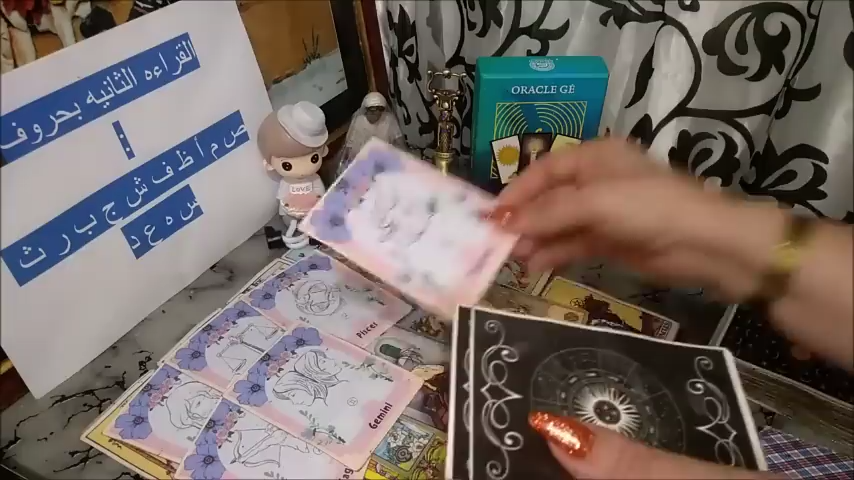 القراءه الثانيه بحروف
:
ص م أ ظ ف ش ج ب ر ث
س ه ع د
ORACLE GÉ
LOVE
Pisces
Gemini